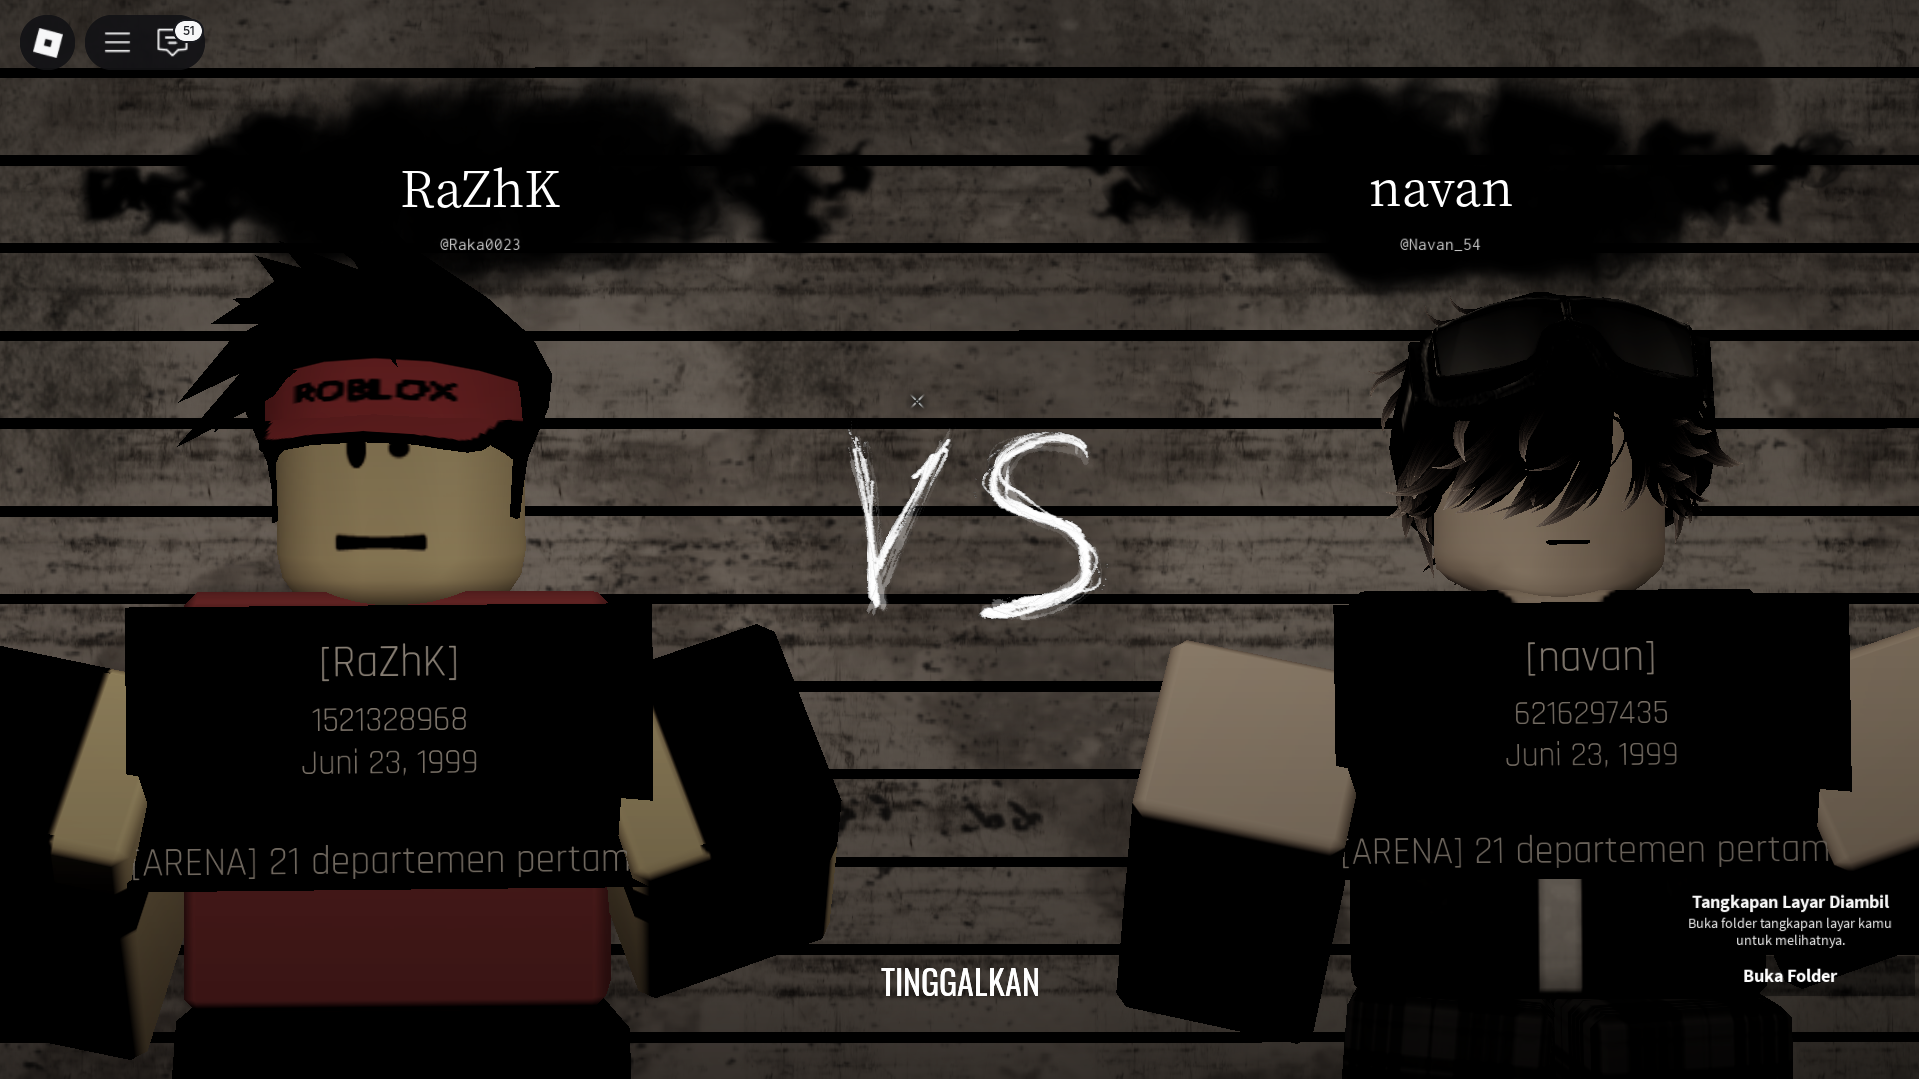 51
RaZhK
@Raka0023
navan
@Navan_54
ROBLOX
VS
[RaZhK]
1521328968
Juni 23, 1999
[ARENA] 21 departemen pertam
[navan]
6216297435
Juni 23, 1999
[ARENA] 21 departemen pertam
Tangkapan Layar Diambil
Buka folder tangkapan layar kamu
untuk melihatnya.
Buka Folder
TINGGALKAN